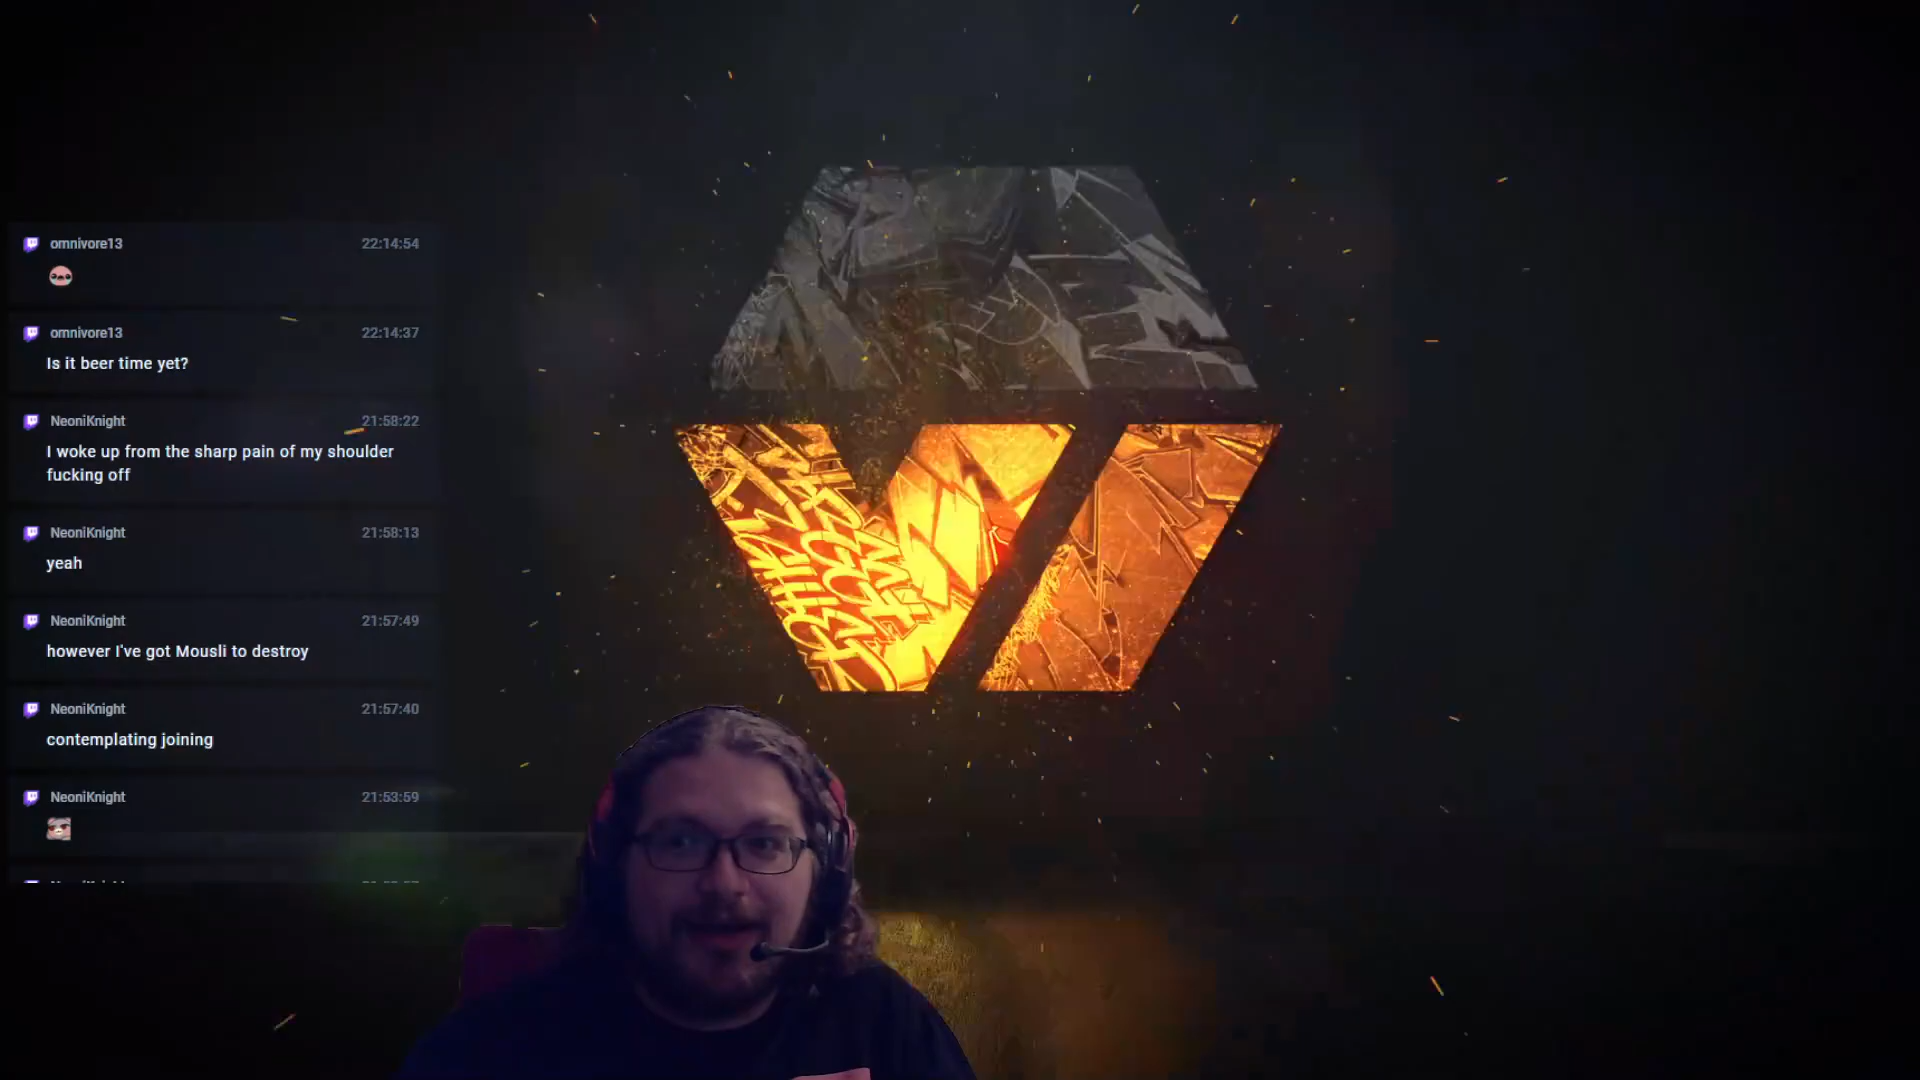 omnivore13 22:14:54
omnivore13 22:14:37
Is it beer time yet?
NeoniKnight 21:58:22
I woke up from the sharp pain of my shoulder
fucking off
NeoniKnight 21:58:13
yeah
NeoniKnight 21:57:49
however I've got Mousli to destroy
NeoniKnight 21:57:40
contemplating joining
NeoniKnight 21:53:59